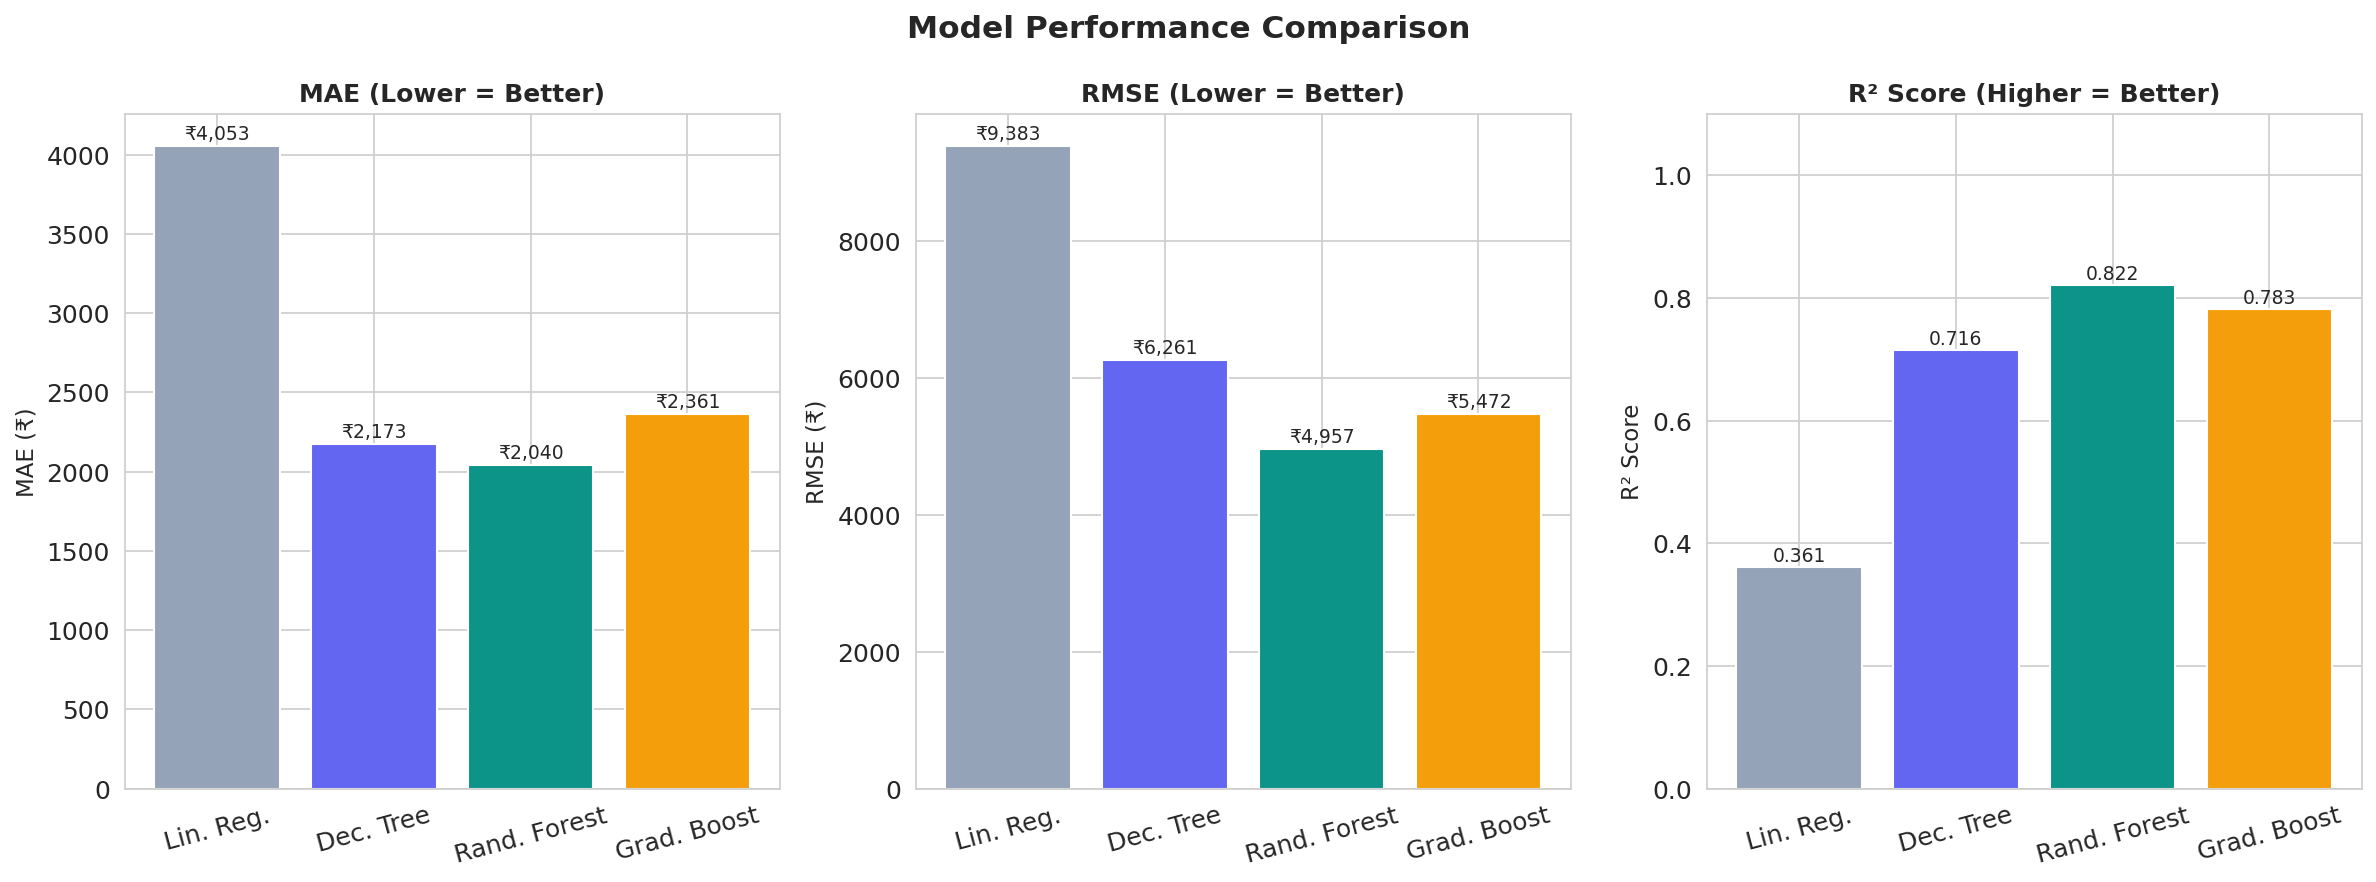 Model Performance Comparison
MAE (Lower = Better)
MAE (₹)
4000
3500
3000
2500
2000
1500
1000
500
0
₹4,053
₹2,173
₹2,040
₹2,361
Lin. Reg.
Dec. Tree
Rand. Forest
Grad. Boost
RMSE (Lower = Better)
RMSE (₹)
8000
6000
4000
2000
0
₹9,383
₹6,261
₹4,957
₹5,472
Lin. Reg.
Dec. Tree
Rand. Forest
Grad. Boost
R² Score (Higher = Better)
R² Score
1.0
0.8
0.6
0.4
0.2
0.0
0.361
0.716
0.822
0.783
Lin. Reg.
Dec. Tree
Rand. Forest
Grad. Boost